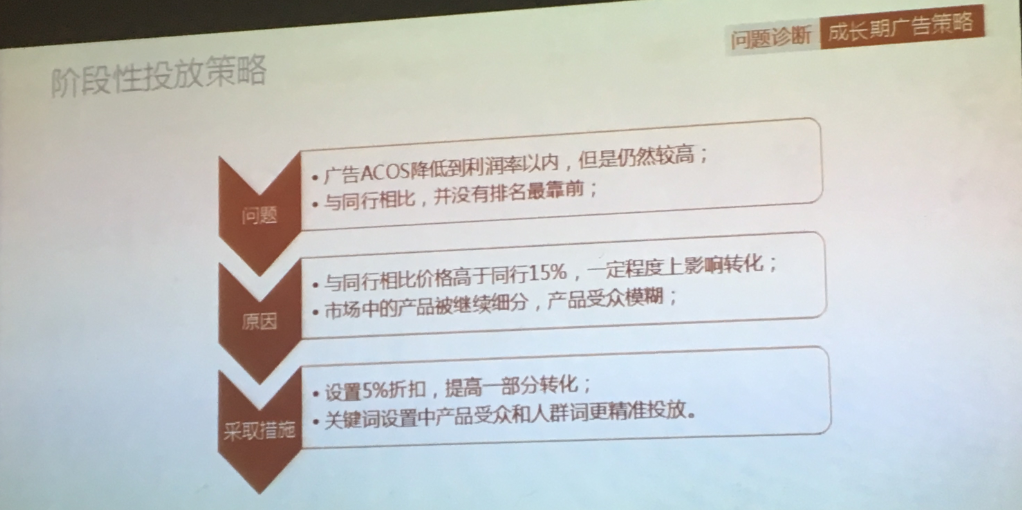 问题诊断 成长期广告策略
阶段性投放策略
问题
• 广告ACOS降低到利润率以内，但是仍然较高；
• 与同行相比，并没有排名最靠前；
原因
• 与同行相比价格高于同行15%，一定程度上影响转化；
• 市场中的产品被继续细分，产品受众模糊；
采取措施
• 设置5%折扣，提高一部分转化；
• 关键词设置中产品受众和人群词更精准投放。